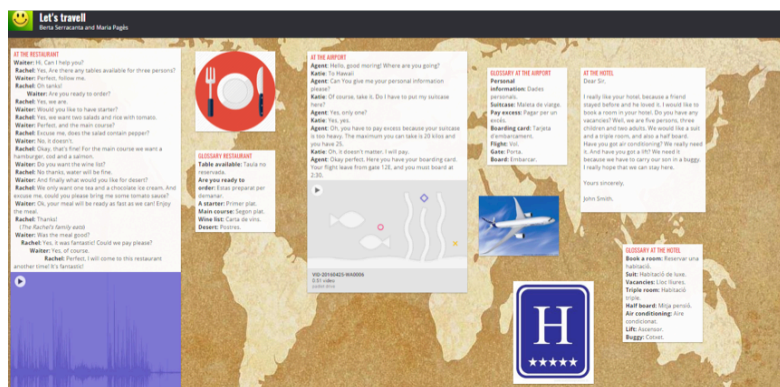 Let's travell
Berta Serracanta and Maria Pagès
AT THE RESTAURANT
Waiter: Hi. Can I help you?
Rachel: Yes, Are there any tables available for three persons?
Waiter: Perfect, follow me.
Rachel: Oh tanks!
Waiter: Are you ready to order?
Rachel: Yes, we are.
Waiter: Would you like to have starter?
Rachel: Yes, we want two salads and rice with tomato.
Waiter: Perfect, and the main course?
Rachel: Excuse me, does the salad contain pepper?
Waiter: No, it doesn't.
Rachel: Okay, that's fine! For the main course we want a
hamburger, cod and a salmon.
Waiter: Do you want the wine list?
Rachel: No thanks, water will be fine.
Waiter: And finally what would you like for desert?
Rachel: We only want one tea and a chocolate ice cream. And
excuse me, could you please bring me some tomato sauce?
Waiter: Ok, your meal will be ready as fast as we can! Enjoy
the meal.
Rachel: Thanks!
(The Rachel's family eats)
Waiter: Was the meal good?
Rachel: Yes, it was fantastic! Could we pay please?
Waiter: Yes, of course.
Rachel: Perfect, I will come to this restaurant
another time! It's fantastic!
GLOSSARY RESTAURANT
Table available: Taula no
reservada.
Are you ready to
order: Estas preparat per
demanar.
A starter: Primer plat.
Main course: Segon plat.
Wine list: Carta de vins.
Desert: Postres.
AT THE AIRPORT
Agent: Hello, good morning! Where are you going?
Katie: To Hawaii
Agent: Can You give me your personal information
please?
Katie: Of course, take it. Do I have to put my suitcase
here?
Agent: Yes, only one?
Katie: Yes, yes.
Agent: Oh, you have to pay excess because your suitcase
is too heavy. The maximum you can take is 20 kilos and
you have 25.
Katie: Oh, it doesn't matter, I will pay.
Agent: Okay perfect. Here you have your boarding card.
Your flight leave from gate 12B, and you must board at
2:30.
VID-20180425-WA0006
0:51 video
padlet drive
GLOSSARY AT THE AIRPORT
Personal
information: Dades
personals.
Suitcase: Maleta de viatge.
Pay excess: Pagar per un
excés.
Boarding card: Tarjeta
d'embarcament.
Flight: Vol.
Gate: Porta.
Board: Embarcar.
AT THE HOTEL
Dear Sir,
I really like your hotel, because a friend
stayed before and he loved it. I would like to
book a room in your hotel. Do you have any
vacancies? Well, we are five persons, three
children and two adults. We would like a suit
and a triple room, and also a half board.
Have you got air conditioning? We really need
it. And have you got a lift? We need it
because we have to carry our son in a buggy.
I really hope that we can stay here.
Yours sincerely,
John Smith.
GLOSSARY AT THE HOTEL
Book a room: Reservar una
habitació.
Suit: Habitació de luxe.
Vacancies: Lloc lliures.
Triple room: Habitació
triple.
Half board: Mitja pensió.
Air conditioning: Aire
condicionat.
Lift: Ascensor.
Buggy: Cotxet.
H